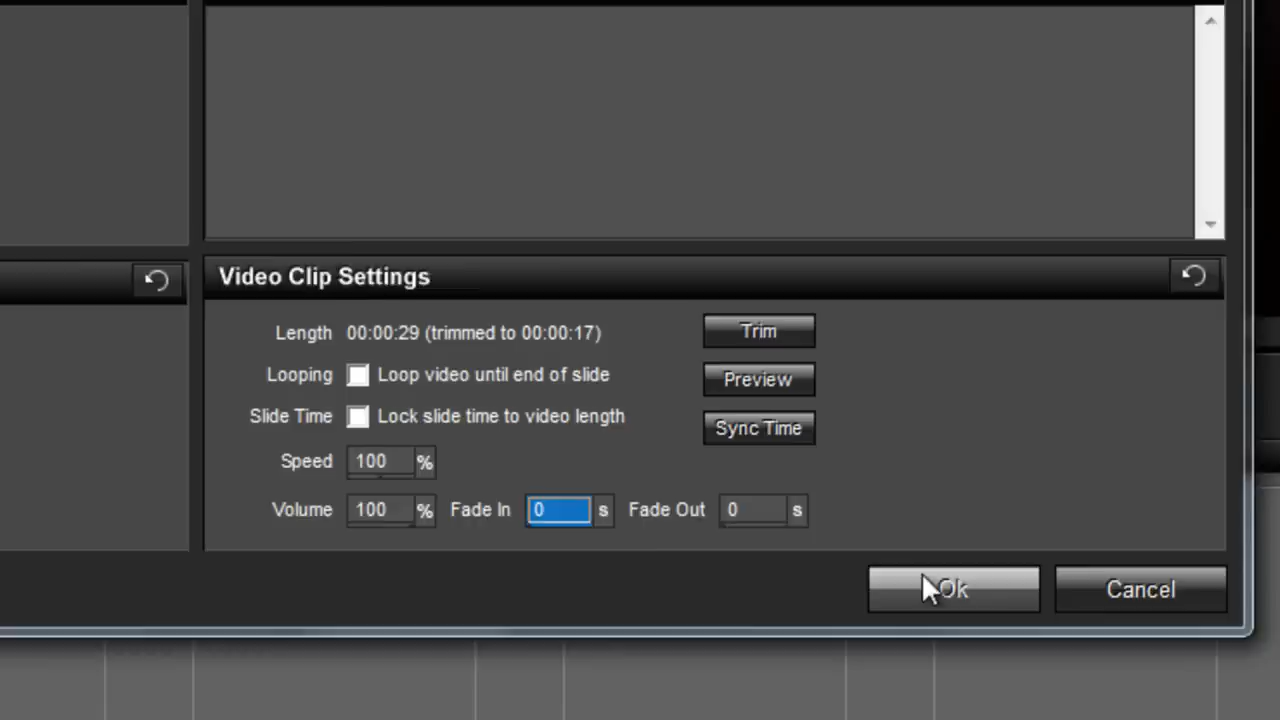 Video Clip Settings
Length 00:00:29 (trimmed to 00:00:17) Trim
Looping Loop video until end of slide Preview
Slide Time Lock slide time to video length Sync Time
Speed 100 %
Volume 100 % Fade In 0 s Fade Out 0 s
Ok Cancel